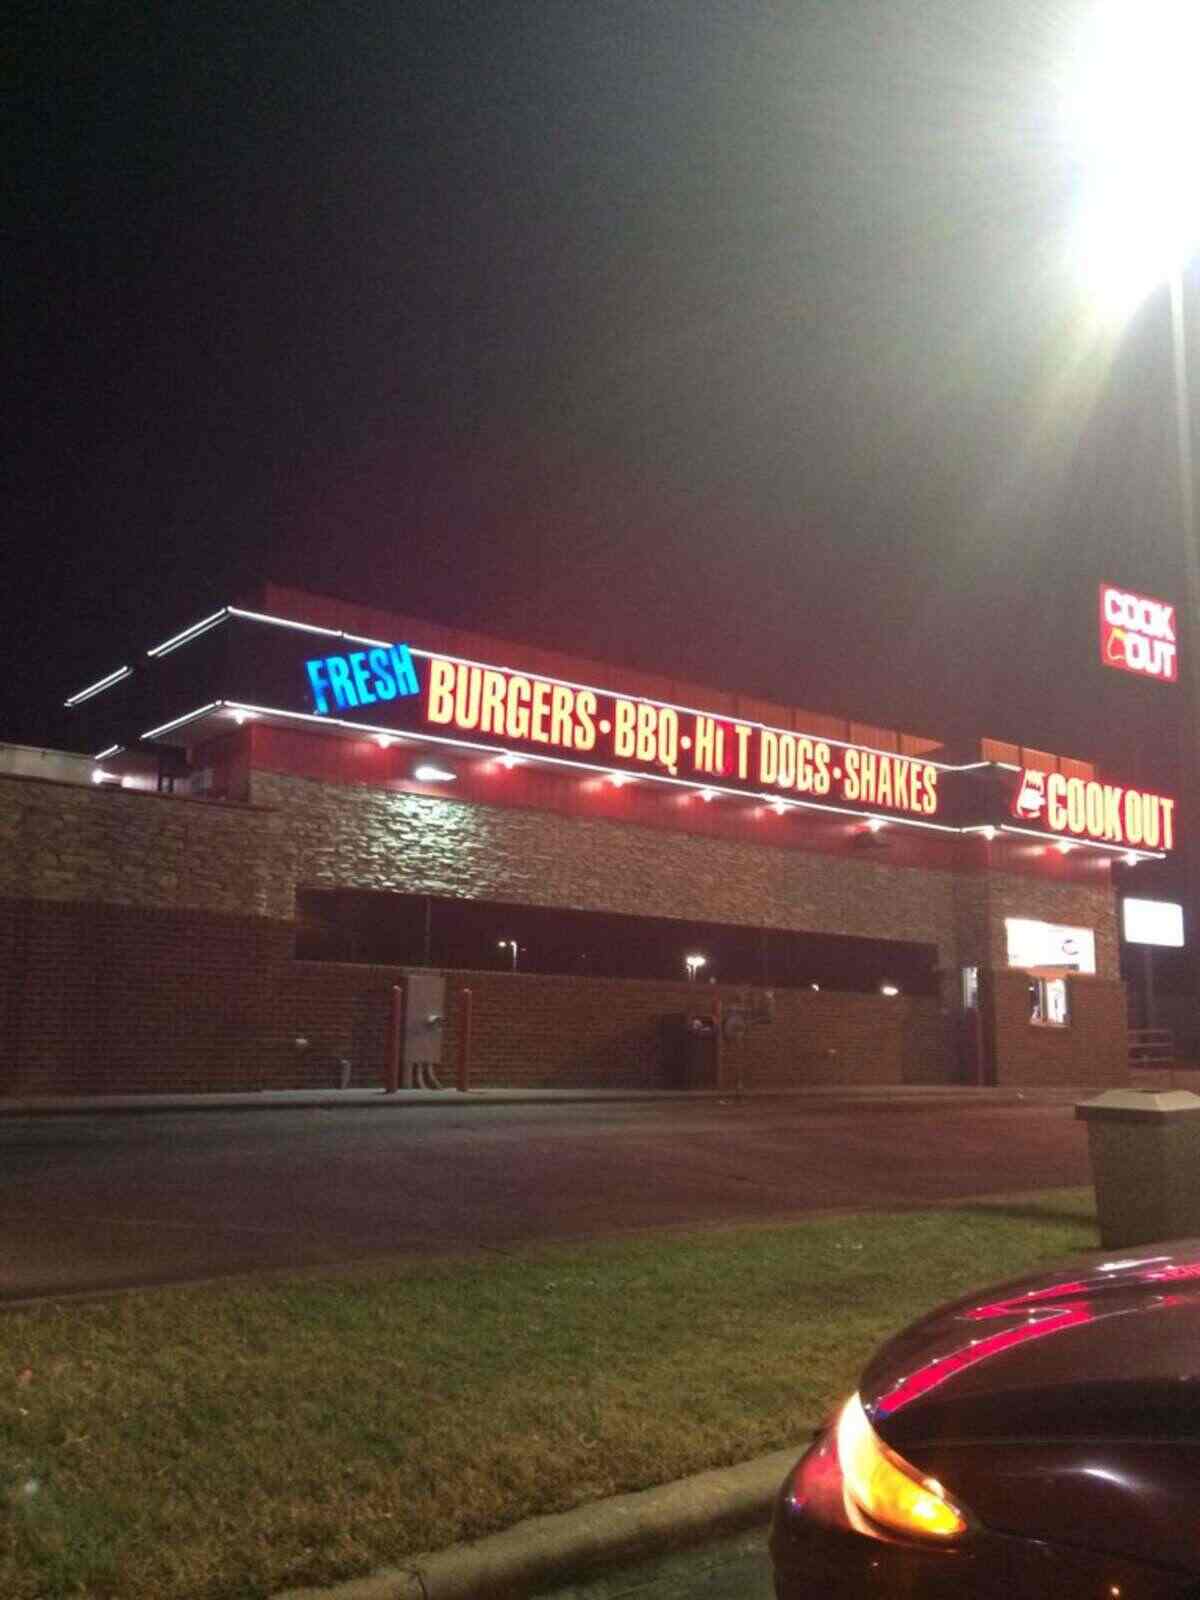 FRESH BURGERS · BBQ · HOT DOGS · SHAKES
COOK OUT
COOK
OUT